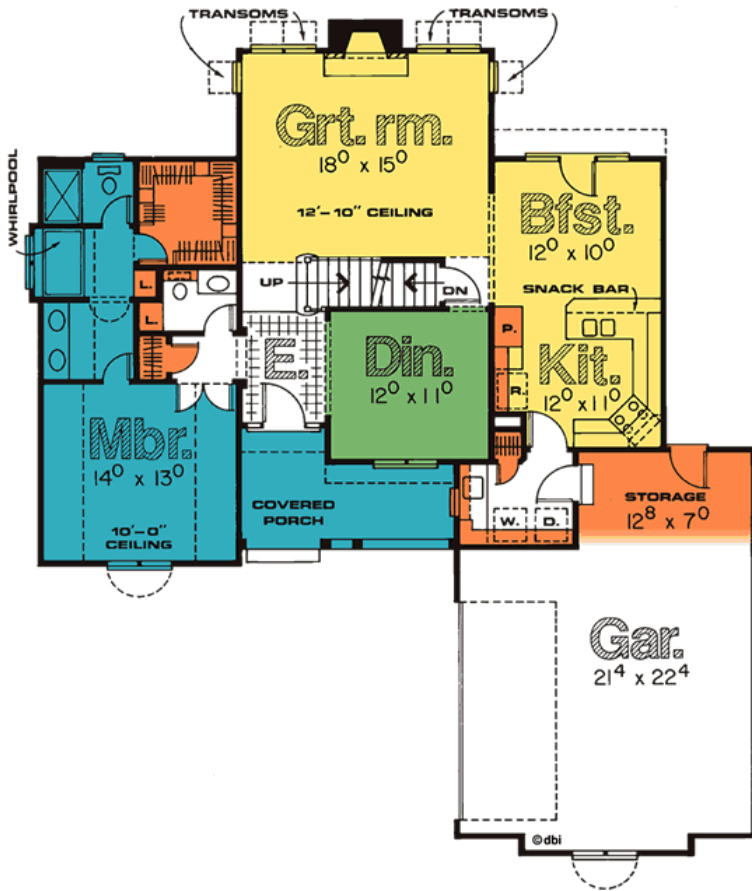 TRANSOMS
TRANSOMS
Grt. rm.
18⁰ x 15⁰
12'-10" CEILING
WHIRLPOOL
Bfst.
12⁰ x 10⁰
SNACK BAR
UP
DN
L.
L.
P.
R.
E.
Din.
12⁰ x 11⁰
Kit.
12⁰ x 11⁰
Mbr.
14⁰ x 13⁰
10'-0"
CEILING
COVERED
PORCH
W.
D.
STORAGE
12⁸ x 7⁰
Gar.
21⁴ x 22⁴
©dbi